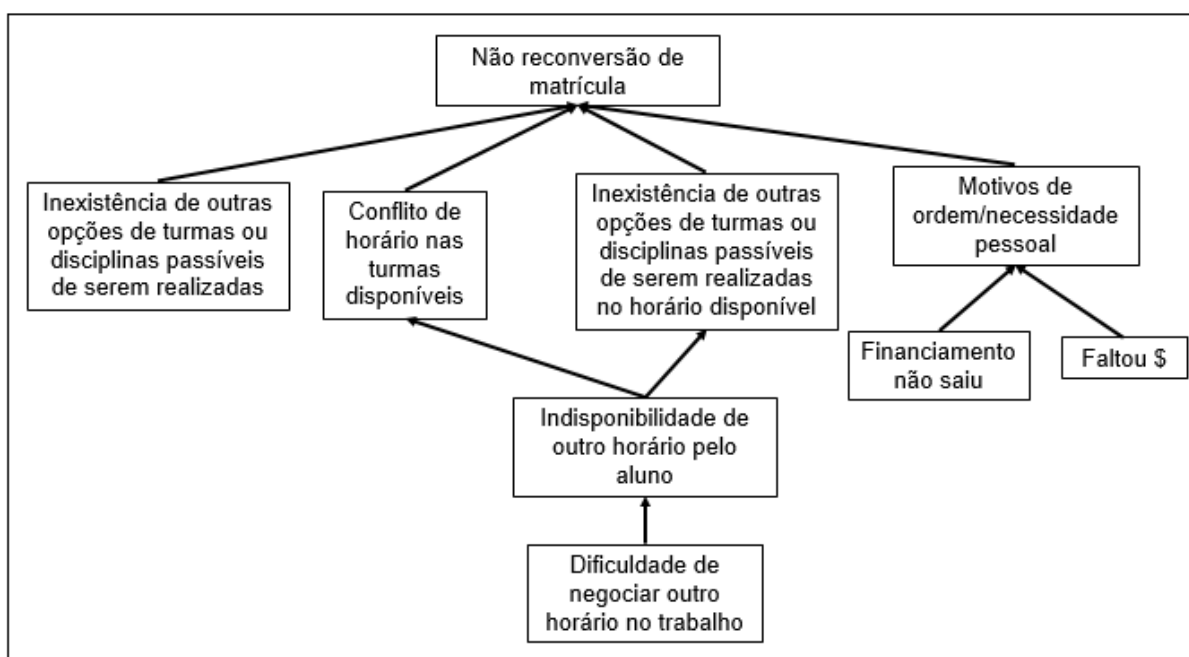 Não reconversão de
matrícula
Inexistência de outras
opções de turmas ou
disciplinas passíveis
de serem realizadas
Conflito de
horário nas
turmas
disponíveis
Inexistência de outras
opções de turmas ou
disciplinas passíveis
de serem realizadas
no horário disponível
Motivos de
ordem/necessidade
pessoal
Financiamento
não saiu
Faltou $
Indisponibilidade de
outro horário pelo
aluno
Dificuldade de
negociar outro
horário no trabalho